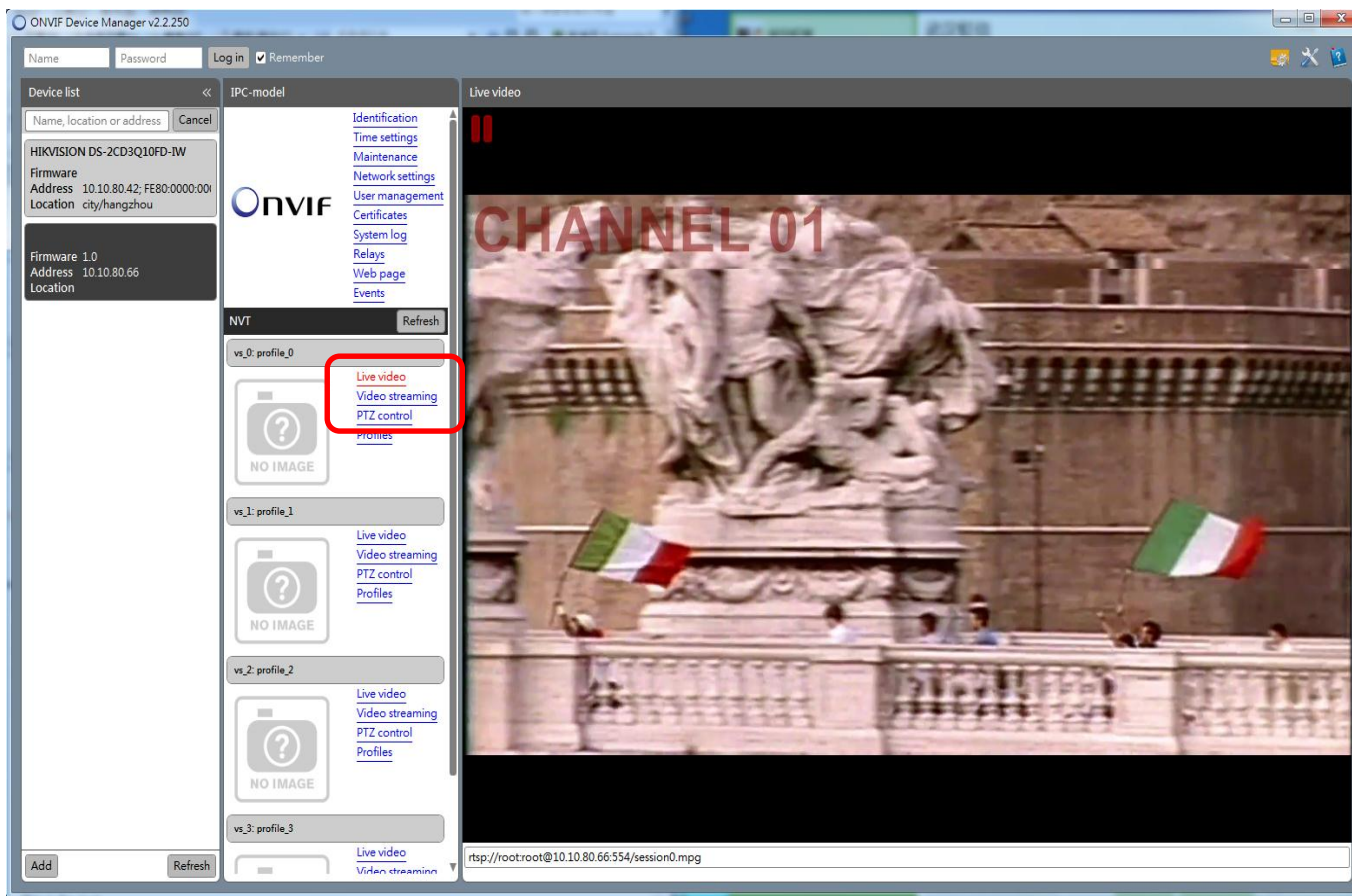 ONVIF Device Manager v2.2.250
Name
Password
Log in
Remember
Device list
Name, location or address
Cancel
HIKVISION DS-2CD3Q10FD-IW
Firmware
Address 10.10.80.42; FE80:0000:00
Location city/hangzhou
Firmware 1.0
Address 10.10.80.66
Location
Add
Refresh
IPC-model
ONVIF
Identification
Time settings
Maintenance
Network settings
User management
Certificates
System log
Relays
Web page
Events
NVT
Refresh
vs_0: profile_0
NO IMAGE
Live video
Video streaming
PTZ control
Profiles
vs_1: profile_1
NO IMAGE
Live video
Video streaming
PTZ control
Profiles
vs_2: profile_2
NO IMAGE
Live video
Video streaming
PTZ control
Profiles
vs_3: profile_3
Live video
Video streaming
Live video
CHANNEL 01
rtsp://root:root@10.10.80.66:554/session0.mpg